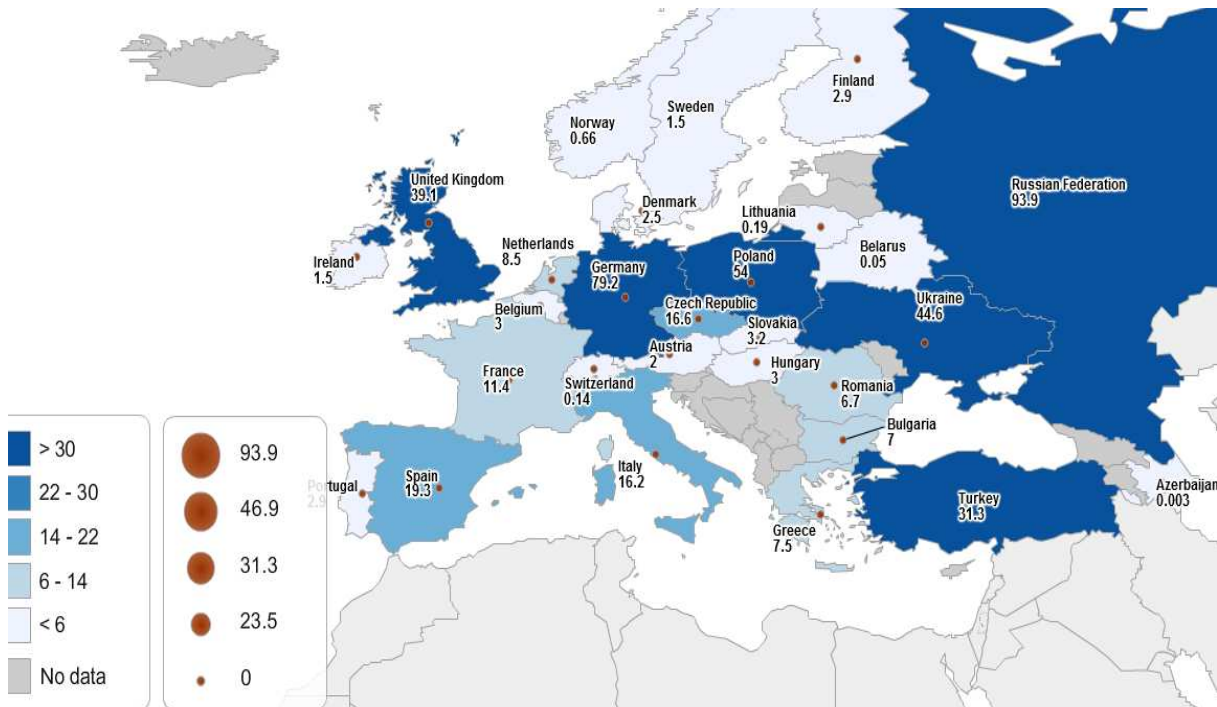 Finland
2.9
Sweden
1.5
Norway
0.66
United Kingdom
39.1
Russian Federation
93.9
Denmark
2.5
Lithuania
0.19
Netherlands
8.5
Belarus
0.05
Ireland
1.5
Germany
79.2
Poland
54
Ukraine
44.6
Czech Republic
16.6
Belgium
3
Slovakia
3.2
Austria
2
Hungary
3
France
11.4
Switzerland
0.14
Romania
6.7
Bulgaria
7
Italy
16.2
Spain
19.3
Portugal
2.9
Azerbaijan
0.003
Turkey
31.3
Greece
7.5
> 30
22 - 30
14 - 22
6 - 14
< 6
No data
93.9
46.9
31.3
23.5
0